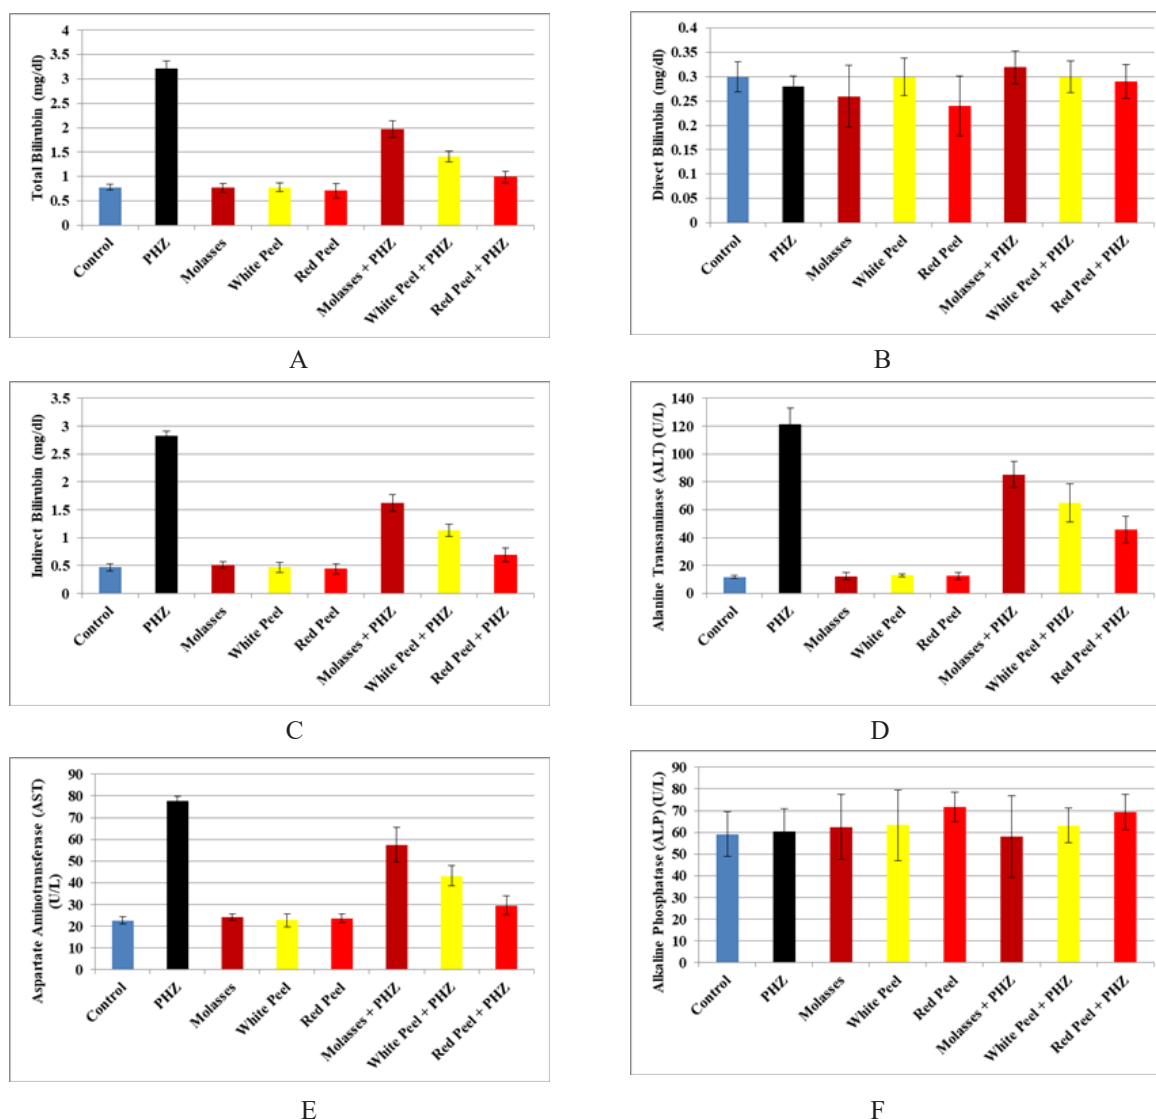 Total Bilirubin (mg/dl)
4
3.5
3
2.5
2
1.5
1
0.5
0
Control
PHZ
Molasses
White Peel
Red Peel
Molasses + PHZ
White Peel + PHZ
Red Peel + PHZ
A
Direct Bilirubin (mg/dl)
0.4
0.35
0.3
0.25
0.2
0.15
0.1
0.05
0
Control
PHZ
Molasses
White Peel
Red Peel
Molasses + PHZ
White Peel + PHZ
Red Peel + PHZ
B
Indirect Bilirubin (mg/dl)
3.5
3
2.5
2
1.5
1
0.5
0
Control
PHZ
Molasses
White Peel
Red Peel
Molasses + PHZ
White Peel + PHZ
Red Peel + PHZ
C
Alanine Transaminase (ALT) (U/L)
140
120
100
80
60
40
20
0
Control
PHZ
Molasses
White Peel
Red Peel
Molasses + PHZ
White Peel + PHZ
Red Peel + PHZ
D
Aspartate Aminotransferase (AST)
(U/L)
90
80
70
60
50
40
30
20
10
0
Control
PHZ
Molasses
White Peel
Red Peel
Molasses + PHZ
White Peel + PHZ
Red Peel + PHZ
E
Alkaline Phosphatase (ALP) (U/L)
90
80
70
60
50
40
30
20
10
0
Control
PHZ
Molasses
White Peel
Red Peel
Molasses + PHZ
White Peel + PHZ
Red Peel + PHZ
F